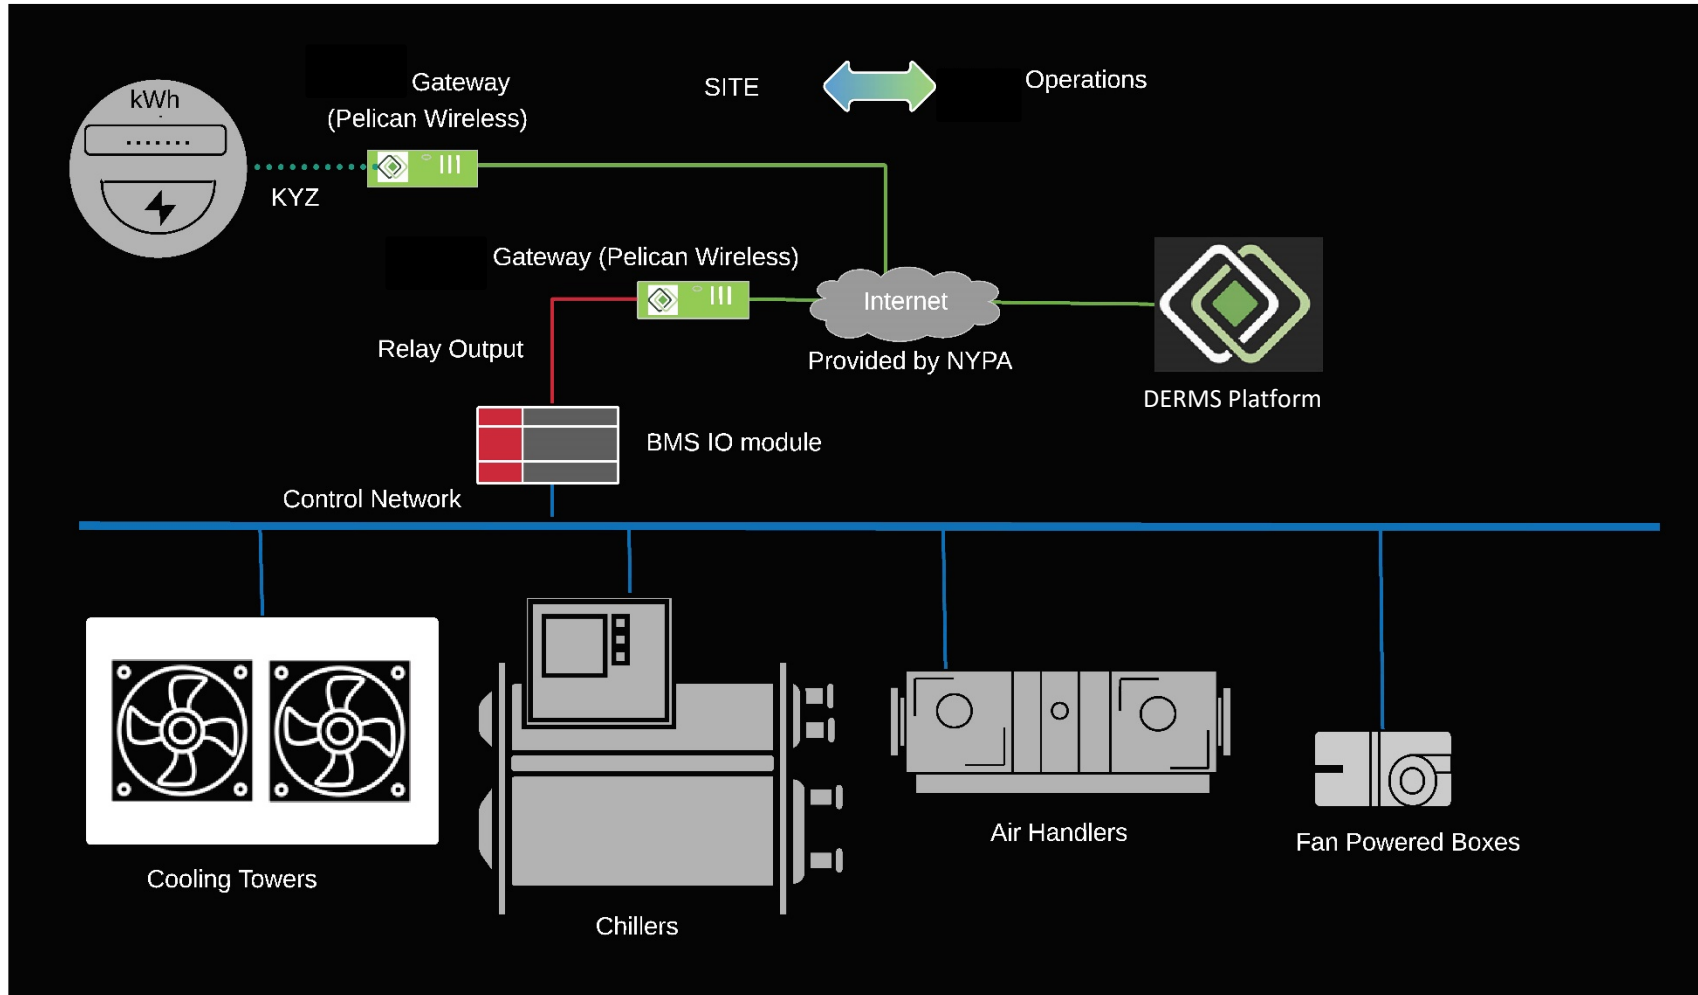 kWh
Gateway
(Pelican Wireless)
SITE
Operations
KYZ
Gateway (Pelican Wireless)
Internet
Relay Output
Provided by NYPA
DERMS Platform
BMS IO module
Control Network
Cooling Towers
Chillers
Air Handlers
Fan Powered Boxes